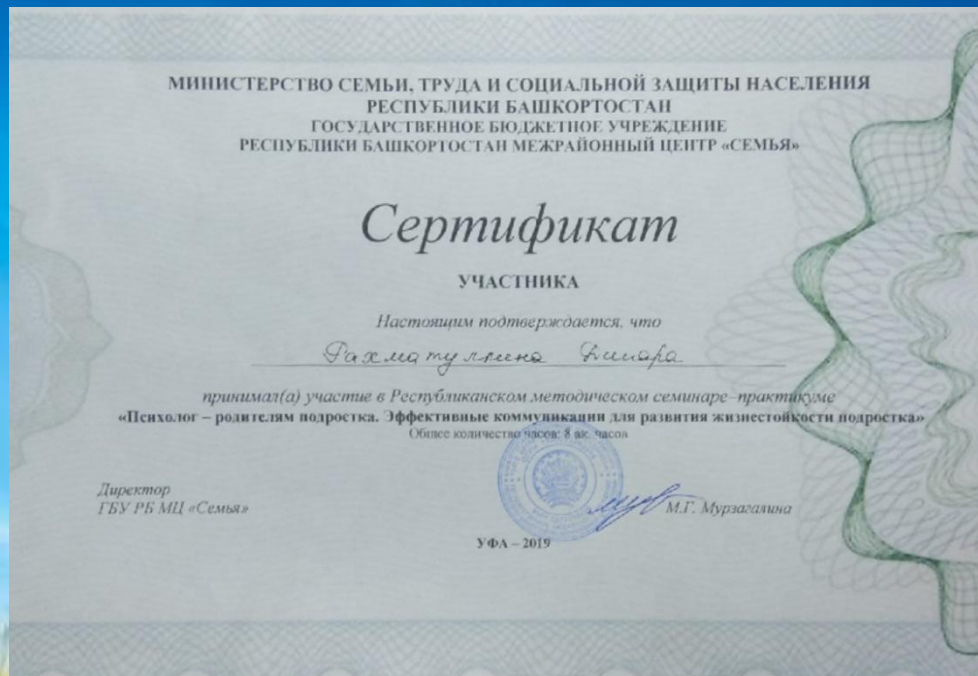 МИНИСТЕРСТВО СЕМЬИ, ТРУДА И СОЦИАЛЬНОЙ ЗАЩИТЫ НАСЕЛЕНИЯ
РЕСПУБЛИКИ БАШКОРТОСТАН
ГОСУДАРСТВЕННОЕ БЮДЖЕТНОЕ УЧРЕЖДЕНИЕ
РЕСПУБЛИКИ БАШКОРТОСТАН МЕЖРАЙОННЫЙ ЦЕНТР «СЕМЬЯ»
Сертификат
УЧАСТНИКА
Настоящим подтверждается, что
Рахматуллина
принимал(а) участие в Республиканском методическом семинаре–практикуме
«Психолог – родителям подростка. Эффективные коммуникации для развития жизнестойкости подростка»
Общее количество часов: 8 ак. часов
Директор
ГБУ РБ МЦ «Семья»
М.Г. Мурзагалина
УФА – 2019